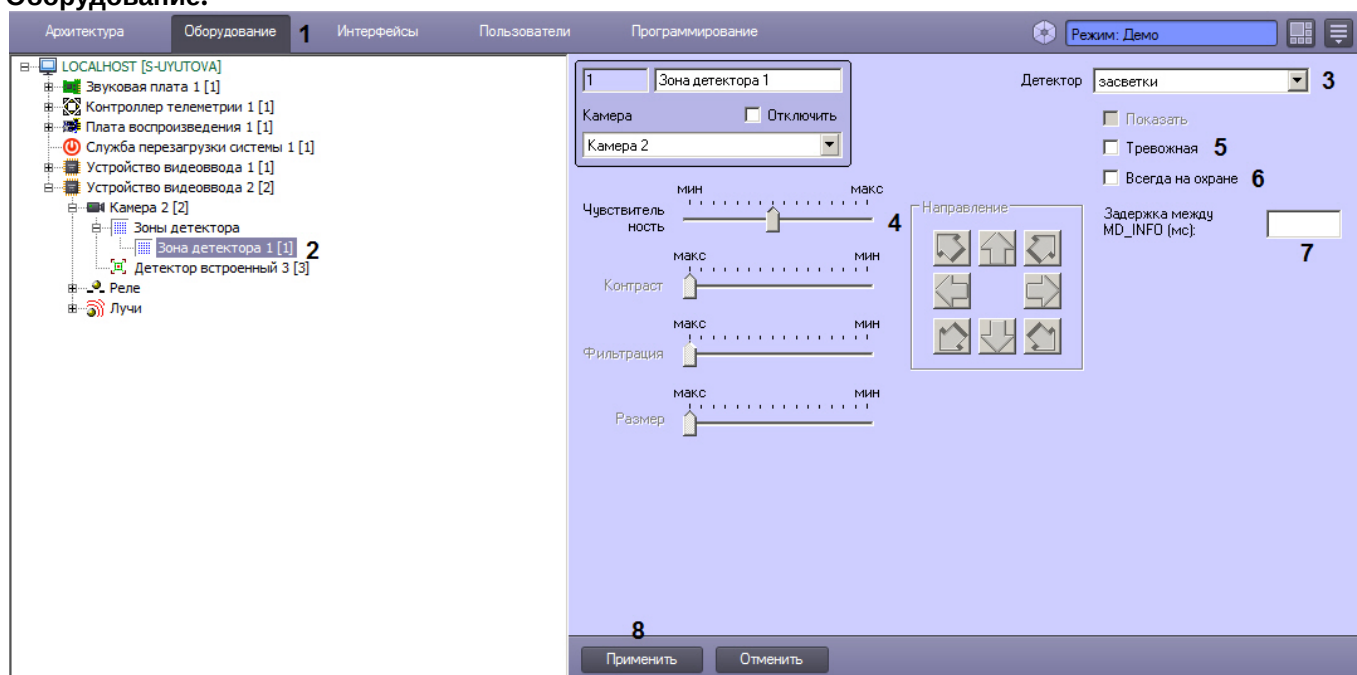 Оборудование.
Архитектура Оборудование 1 Интерфейсы Пользователи Программирование Режим: Демо
LOCALHOST [S-UYUTOVA]
Звуковая плата 1 [1]
Контроллер телеметрии 1 [1]
Плата воспроизведения 1 [1]
Служба перезагрузки системы 1 [1]
Устройство видеоввода 1 [1]
Устройство видеоввода 2 [2]
Камера 2 [2]
Зоны детектора
Зона детектора 1 [1] 2
Детектор встроенный 3 [3]
Реле
Лучи
1 Зона детектора 1
Камера Отключить
Камера 2
Детектор засветки 3
Показать
Тревожная 5
Всегда на охране 6
Задержка между
MD_INFO (мс):
7
мин макс
Чувствитель
ность
4
макс мин
Контраст
макс мин
Фильтрация
макс мин
Размер
Направление
8
Применить Отменить